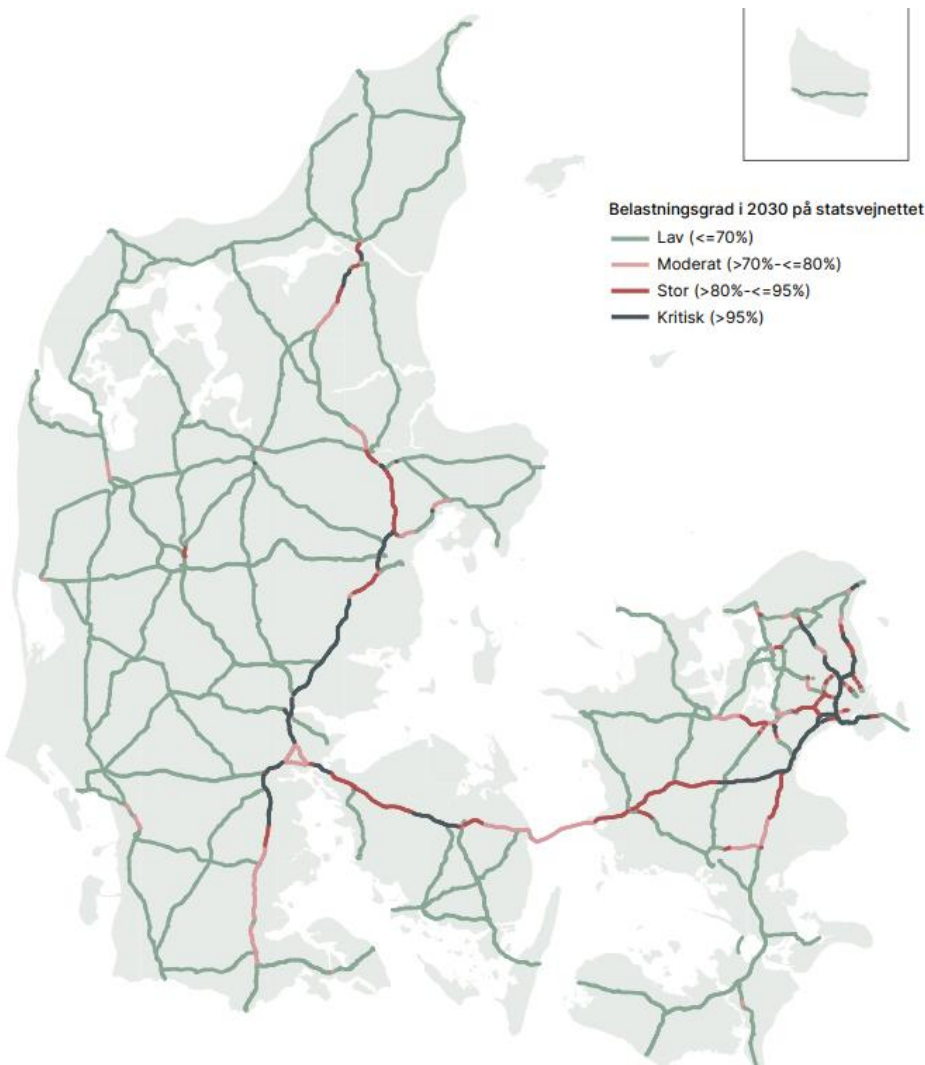 Belastningsgrad i 2030 på statsvejnettet
Lav (<=70%)
Moderat (>70%-<=80%)
Stor (>80%-<=95%)
Kritisk (>95%)